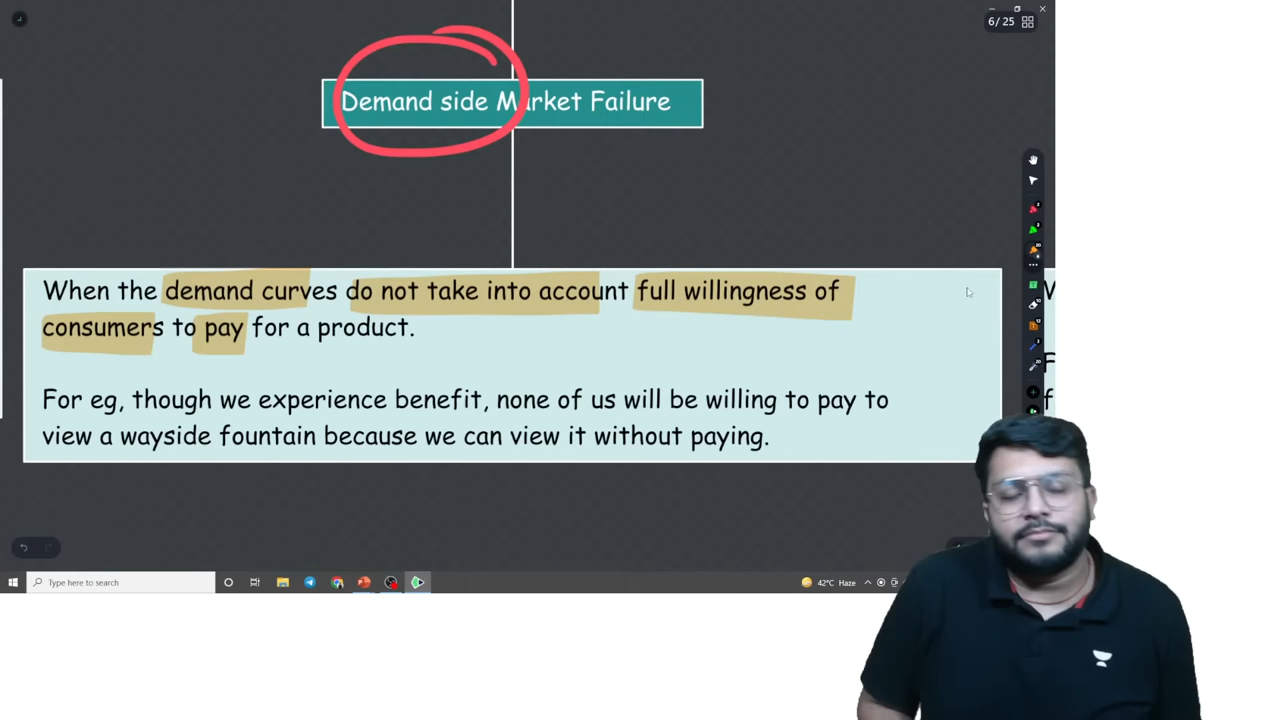 6/25
Demand side Market Failure
When the demand curves do not take into account full willingness of
consumers to pay for a product.
For eg, though we experience benefit, none of us will be willing to pay to
view a wayside fountain because we can view it without paying.
Type here to search
42°C Haze